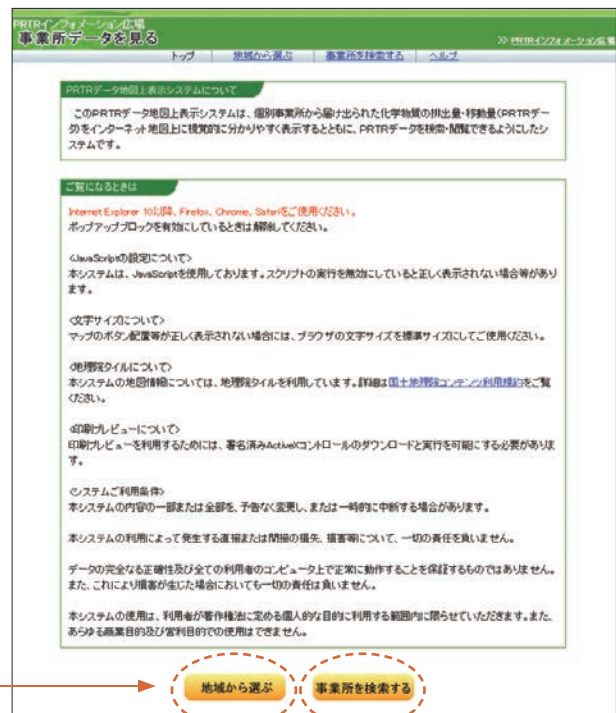 PRTRインフォメーション広場
事業所データを見る
>> PRTRインフォメーション広場
トップ 地域から選ぶ 事業所を検索する ヘルプ
PRTRデータ地図上表示システムについて
このPRTRデータ地図上表示システムは、個別事業所から届け出られた化学物質の排出量・移動量(PRTRデー
タ)をインターネット地図上に視覚的に分かりやすく表示するとともに、PRTRデータを検索・閲覧できるようにしたシ
ステムです。
ご覧になるときは
Internet Explorer 10以降、Firefox、Chrome、Safariをご使用ください。
ポップアップブロックを有効にしているときは解除してください。
<JavaScriptの設定について>
本システムは、JavaScriptを使用しております。スクリプトの実行を無効にしていると正しく表示されない場合等があり
ます。
<文字サイズについて>
マップのボタン配置等が正しく表示されない場合には、ブラウザの文字サイズを標準サイズにしてご使用ください。
<地理院タイルについて>
本システムの地図情報については、地理院タイルを利用しています。詳細は国土地理院コンテンツ利用規約をご覧
ください。
<印刷プレビューについて>
印刷プレビューを利用するためには、署名済みActiveXコントロールのダウンロードと実行を可能にする必要がありま
す。
<システムご利用条件>
本システムの内容の一部または全部を、予告なく変更し、または一時的に中断する場合があります。
本システムの利用によって発生する直接または間接の損失、損害等について、一切の責任を負いません。
データの完全なる正確性及び全ての利用者のコンピュータ上で正常に動作することを保証するものではありません。
また、これにより損害が生じた場合においても一切の責任は負いません。
本システムの使用は、利用者が著作権法に定める個人的な目的に利用する範囲内に限らせていただきます。また、
あらゆる商業目的及び営利目的での使用はできません。
地域から選ぶ 事業所を検索する